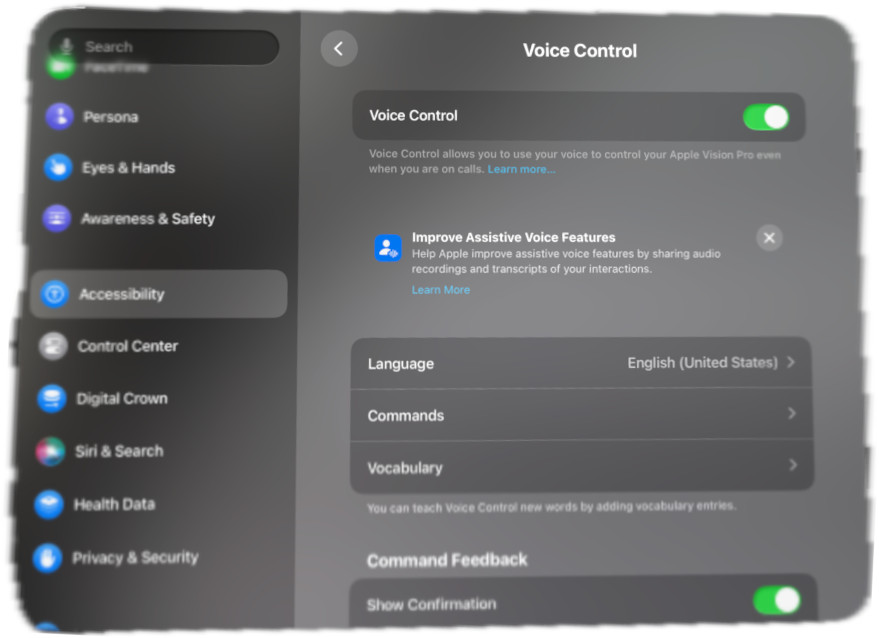 Search
FaceTime
Persona
Eyes & Hands
Awareness & Safety
Accessibility
Control Center
Digital Crown
Siri & Search
Health Data
Privacy & Security
Voice Control
Voice Control
Voice Control allows you to use your voice to control your Apple Vision Pro even
when you are on calls. Learn more...
Improve Assistive Voice Features
Help Apple improve assistive voice features by sharing audio
recordings and transcripts of your interactions.
Learn More
Language English (United States)
Commands
Vocabulary
You can teach Voice Control new words by adding vocabulary entries.
Command Feedback
Show Confirmation